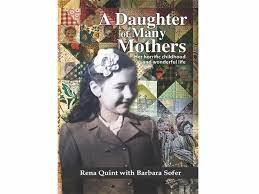 A Daughter
of Many
Mothers
Her horrific childhood
and wonderful life
Rena Quint with Barbara Sofer